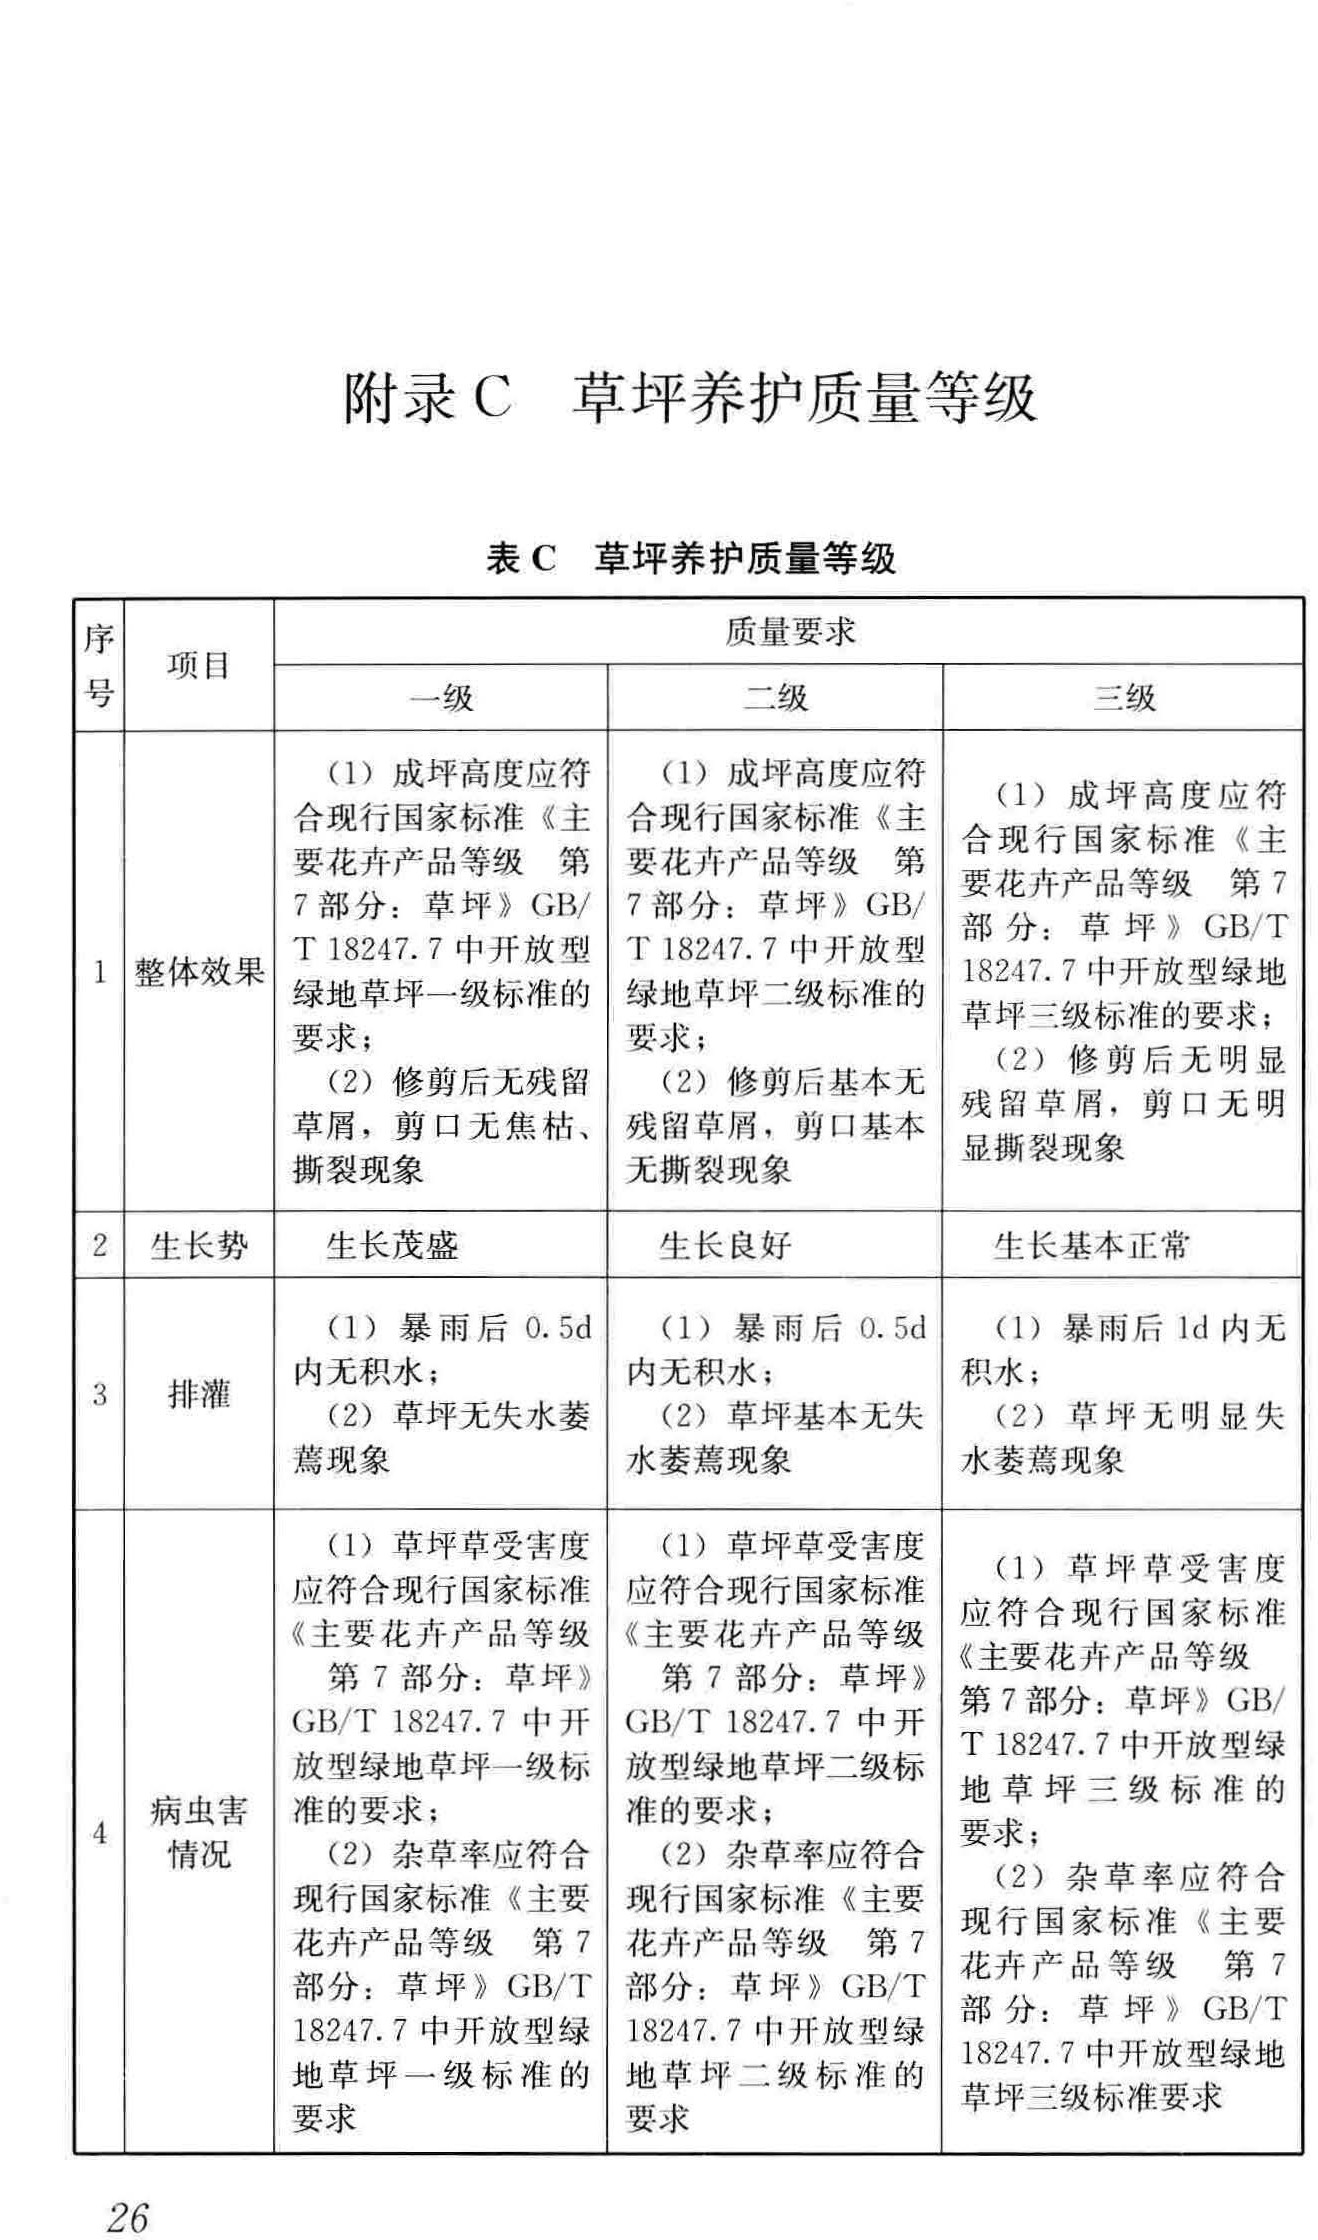 附录C 草坪养护质量等级
表 C 草坪养护质量等级
序号
项目
质量要求
一级
二级
三级
1
整体效果
（1）成坪高度应符
合现行国家标准《主
要花卉产品等级 第
7部分：草坪》GB/
T 18247.7中开放型
绿地草坪一级标准的
要求；
（2）修剪后无残留
草屑，剪口无焦枯、
撕裂现象
（1）成坪高度应符
合现行国家标准《主
要花卉产品等级 第
7部分：草坪》GB/
T 18247.7中开放型
绿地草坪二级标准的
要求；
（2）修剪后基本无
残留草屑，剪口基本
无撕裂现象
（1）成坪高度应符
合现行国家标准《主
要花卉产品等级 第7
部分：草坪》GB/T
18247.7中开放型绿地
草坪三级标准的要求；
（2）修剪后无明显
残留草屑，剪口无明
显撕裂现象
2
生长势
生长茂盛
生长良好
生长基本正常
3
排灌
（1）暴雨后0.5d
内无积水；
（2）草坪无失水萎
蔫现象
（1）暴雨后0.5d
内无积水；
（2）草坪基本无失
水萎蔫现象
（1）暴雨后1d内无
积水；
（2）草坪无明显失
水萎蔫现象
4
病虫害
情况
（1）草坪草受害度
应符合现行国家标准
《主要花卉产品等级
第7部分：草坪》
GB/T 18247.7中开
放型绿地草坪一级标
准的要求；
（2）杂草率应符合
现行国家标准《主要
花卉产品等级 第7
部分：草坪》GB/T
18247.7中开放型绿
地草坪一级标准的
要求
（1）草坪草受害度
应符合现行国家标准
《主要花卉产品等级
第7部分：草坪》
GB/T 18247.7中开
放型绿地草坪二级标
准的要求；
（2）杂草率应符合
现行国家标准《主要
花卉产品等级 第7
部分：草坪》GB/T
18247.7中开放型绿
地草坪二级标准的
要求
（1）草坪草受害度
应符合现行国家标准
《主要花卉产品等级
第7部分：草坪》GB/
T 18247.7中开放型绿
地草坪三级标准的
要求；
（2）杂草率应符合
现行国家标准《主要
花卉产品等级 第7
部分：草坪》GB/T
18247.7中开放型绿地
草坪三级标准要求
26